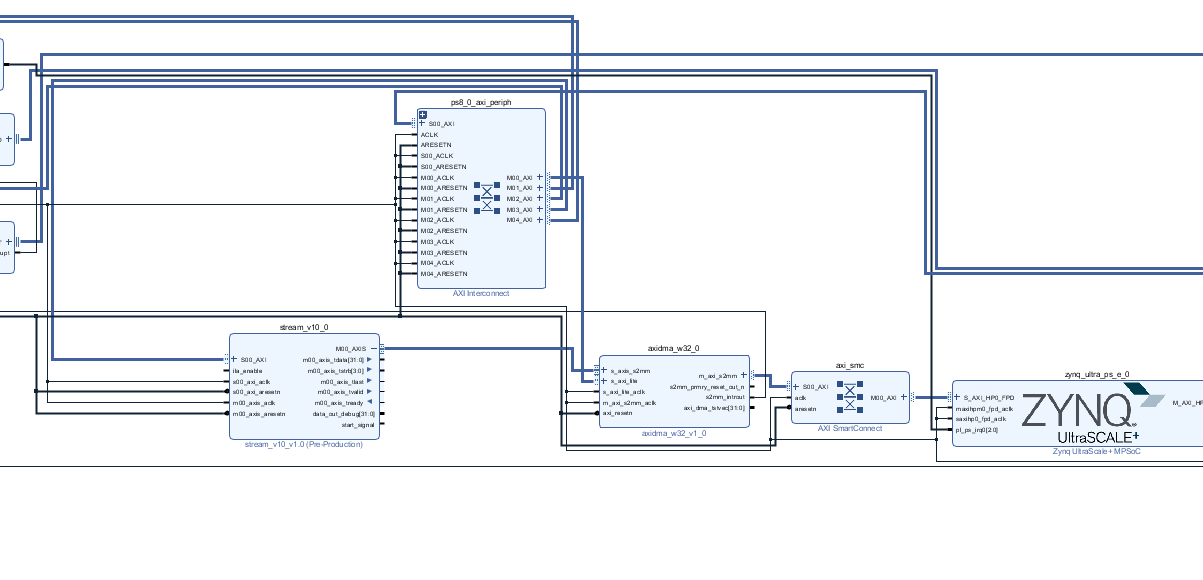 ps8_0_axi_periph
S00_AXI
ACLK
ARESETN
S00_ACLK
S00_ARESETN
M00_ACLK
M00_ARESETN
M01_ACLK
M01_ARESETN
M02_ACLK
M02_ARESETN
M03_ACLK
M03_ARESETN
M04_ACLK
M04_ARESETN
M00_AXI
M01_AXI
M02_AXI
M03_AXI
M04_AXI
AXI Interconnect
upt
stream_v10_0
S00_AXI
ila_enable
s00_axi_aclk
s00_axi_aresetn
m00_axis_aclk
m00_axis_aresetn
M00_AXIS
m00_axis_tdata[31:0]
m00_axis_tstrb[3:0]
m00_axis_tlast
m00_axis_tvalid
m00_axis_tready
data_out_debug[31:0]
start_signal
stream_v10_v1.0 (Pre-Production)
axidma_w32_0
s_axis_s2mm
s_axi_lite
s_axi_lite_aclk
m_axi_s2mm_aclk
axi_resetn
m_axi_s2mm
s2mm_prmry_reset_out_n
s2mm_introut
axi_dma_tstvec[31:0]
axidma_w32_v1_0
axi_smc
S00_AXI
aclk
aresetn
M00_AXI
AXI SmartConnect
zynq_ultra_ps_e_0
S_AXI_HP0_FPD
maxihpm0_fpd_aclk
saxihp0_fpd_aclk
pl_ps_irq0[2:0]
ZYNQ
UltraSCALE+
M_AXI_HP
Zynq UltraScale+ MPSoC